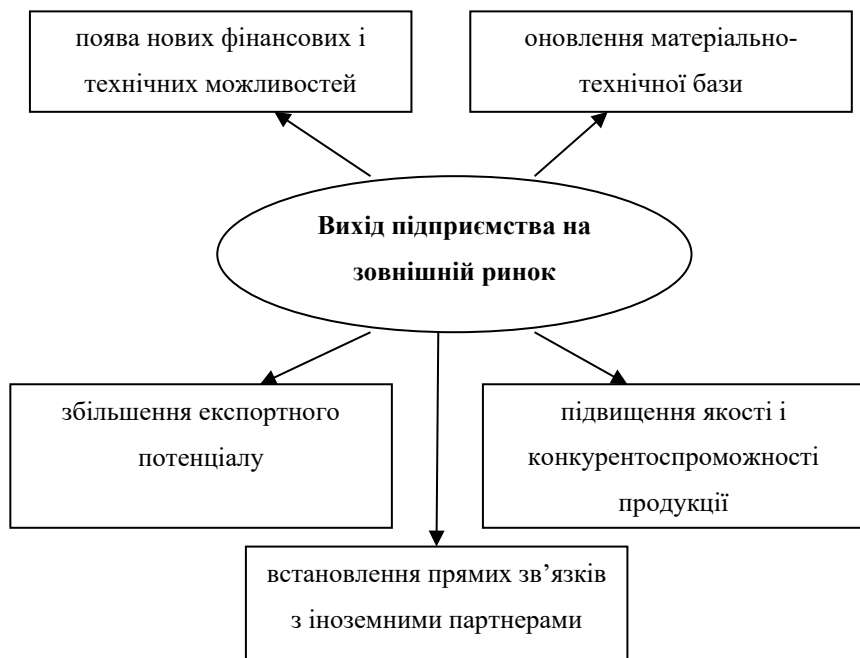 поява нових фінансових і
технічних можливостей
оновлення матеріально-
технічної бази
Вихід підприємства на
зовнішній ринок
збільшення експортного
потенціалу
підвищення якості і
конкурентоспроможності
продукції
встановлення прямих зв’язків
з іноземними партнерами